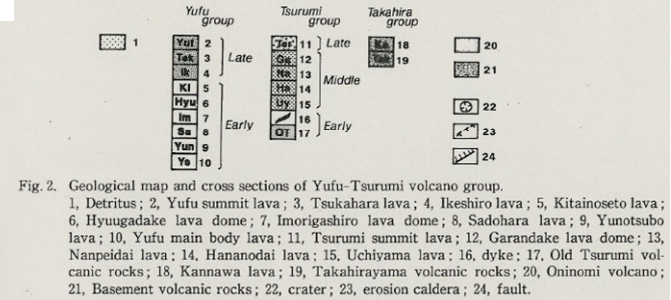 Yufu group Tsurumi group Takahira group
1 Yuf 2 Late Tsr 11 Late Ka 18 20
Tsk 3 Ga 12 Middle Tak 19 21
Ik 4 Na 13
KI 5 Early Ha 14
Hyu 6 Uy 15 22
Im 7 16 Early 23
Sa 8 OT 17 24
Yun 9
Ys 10
Fig. 2. Geological map and cross sections of Yufu-Tsurumi volcano group.
1, Detritus; 2, Yufu summit lava; 3, Tsukahara lava; 4, Ikeshiro lava; 5, Kitainoseto lava;
6, Hyuugadake lava dome; 7, Imorigashiro lava dome; 8, Sadohara lava; 9, Yunotsubo
lava; 10, Yufu main body lava; 11, Tsurumi summit lava; 12, Garandake lava dome; 13,
Nanpeidai lava; 14, Hananodai lava; 15, Uchiyama lava; 16, dyke; 17, Old Tsurumi vol-
canic rocks; 18, Kannawa lava; 19, Takahirayama volcanic rocks; 20, Oninomi volcano;
21, Basement volcanic rocks; 22, crater; 23, erosion caldera; 24, fault.